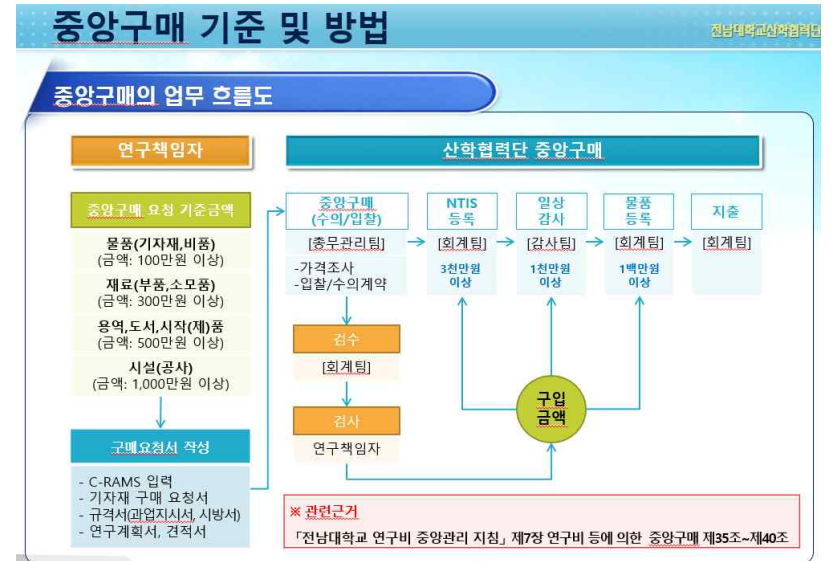 중앙구매 기준 및 방법
전남대학교산학협력단
중앙구매의 업무 흐름도
연구책임자
중앙구매 요청 기준금액
물품(기자재,비품)
(금액: 100만원 이상)
재료(부품,소모품)
(금액: 300만원 이상)
용역,도서,시작(제)품
(금액: 500만원 이상)
시설(공사)
(금액: 1,000만원 이상)
구매요청서 작성
- C-RAMS 입력
- 기자재 구매 요청서
- 규격서(과업지시서, 시방서)
- 연구계획서, 견적서
산학협력단 중앙구매
중앙구매
(수의/입찰)
[총무관리팀]
-가격조사
-입찰/수의계약
검수
[회계팀]
검사
연구책임자
NTIS
등록
[회계팀]
3천만원
이상
일상
감사
[감사팀]
1천만원
이상
물품
등록
[회계팀]
1백만원
이상
지출
[회계팀]
구입
금액
※ 관련근거
「전남대학교 연구비 중앙관리 지침」 제7장 연구비 등에 의한 중앙구매 제35조~제40조